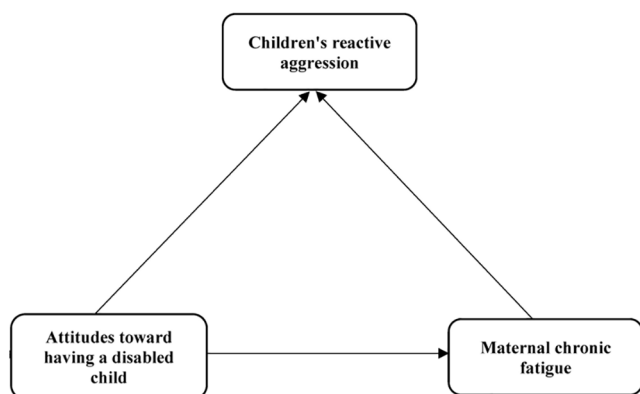 Children's reactive
aggression
Attitudes toward
having a disabled
child
Maternal chronic
fatigue